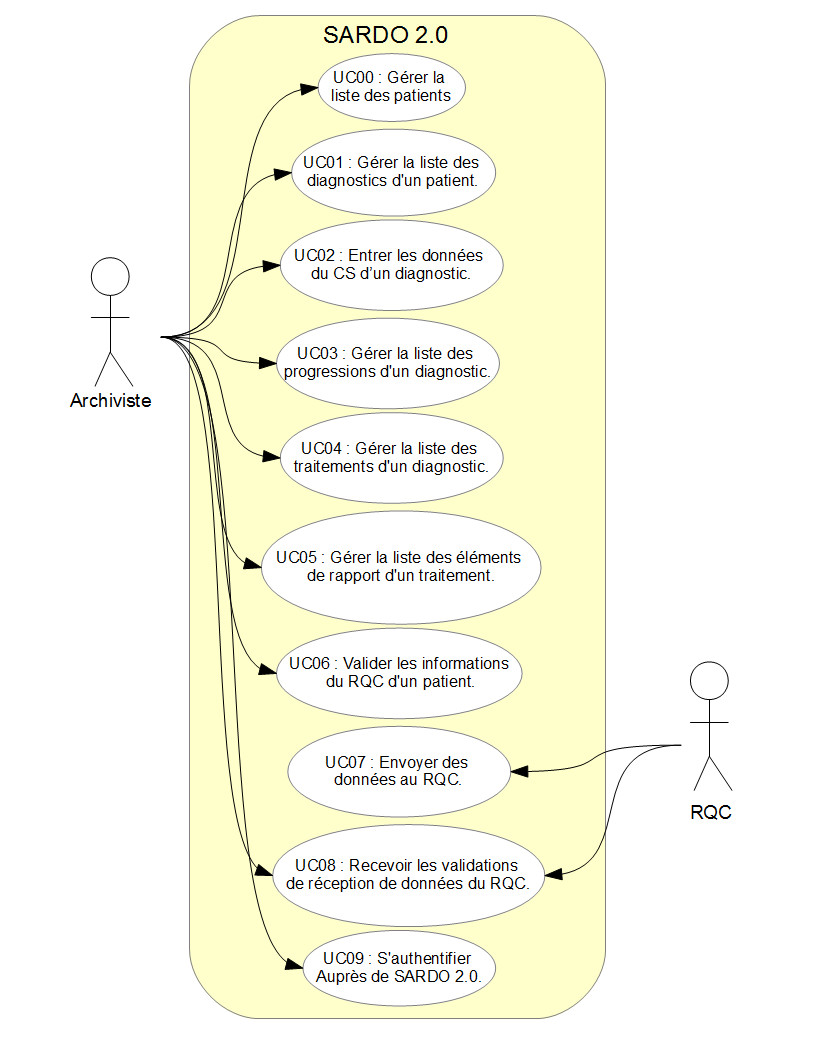 SARDO 2.0
UC00 : Gérer la
liste des patients
UC01 : Gérer la liste des
diagnostics d'un patient.
UC02 : Entrer les données
du CS d’un diagnostic.
UC03 : Gérer la liste des
progressions d'un diagnostic.
Archiviste
UC04 : Gérer la liste des
traitements d'un diagnostic.
UC05 : Gérer la liste des éléments
de rapport d'un traitement.
UC06 : Valider les informations
du RQC d'un patient.
UC07 : Envoyer des
données au RQC.
RQC
UC08 : Recevoir les validations
de réception de données du RQC.
UC09 : S'authentifier
Auprès de SARDO 2.0.